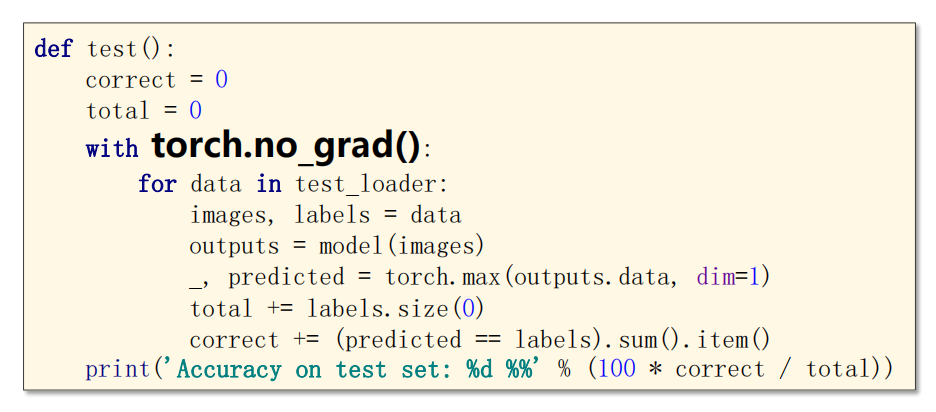 def test():
    correct = 0
    total = 0
    with torch.no_grad():
        for data in test_loader:
            images, labels = data
            outputs = model(images)
            _, predicted = torch.max(outputs.data, dim=1)
            total += labels.size(0)
            correct += (predicted == labels).sum().item()
    print('Accuracy on test set: %d %%' % (100 * correct / total))